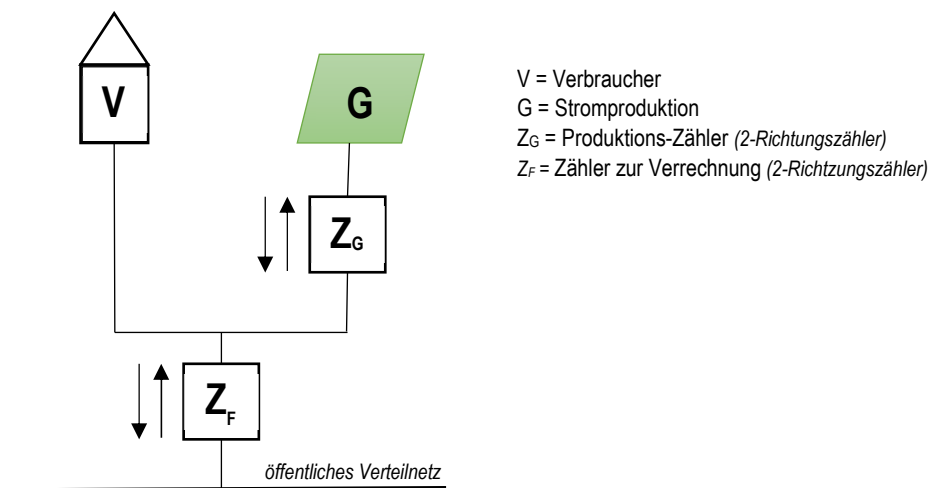 V
G
V = Verbraucher
G = Stromproduktion
ZG = Produktions-Zähler (2-Richtungszähler)
ZF = Zähler zur Verrechnung (2-Richtzungszähler)
ZG
ZF
öffentliches Verteilnetz